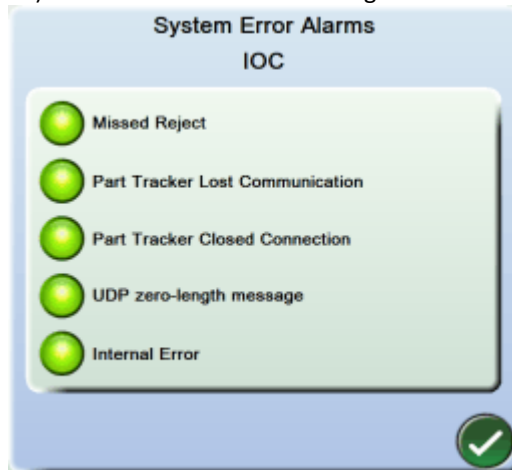 System Error Alarms
IOC
Missed Reject
Part Tracker Lost Communication
Part Tracker Closed Connection
UDP zero-length message
Internal Error